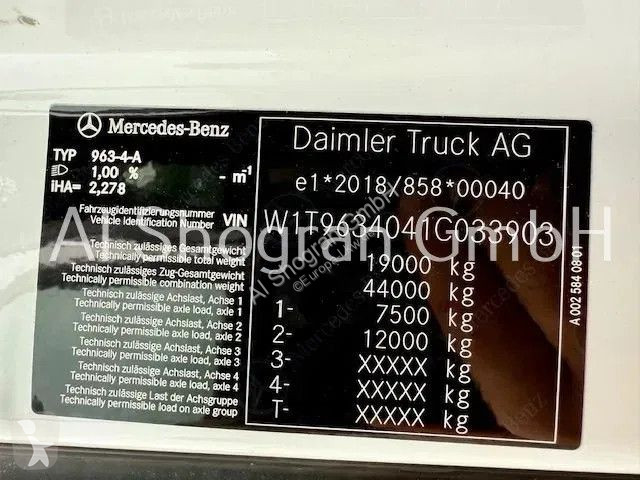 Mercedes-Benz
Daimler Truck AG
TYP 963-4-A
1,00 % - m⁻¹
iHA= 2,278
e1*2018/858*00040
Fahrzeugidentifizierungsnummer
Vehicle Identification Number VIN W1T9634041G033903
Technisch zulässiges Gesamtgewicht
Technically permissible total weight 19000 kg
Technisch zulässiges Zug-Gesamtgewicht
Technically permissible combination weight 44000 kg
Technisch zulässige Achslast, Achse 1
Technically permissible axle load, axle 1 1- 7500 kg
Technisch zulässige Achslast, Achse 2
Technically permissible axle load, axle 2 2- 12000 kg
Technisch zulässige Achslast, Achse 3
Technically permissible axle load, axle 3 3- XXXXX kg
Technisch zulässige Achslast, Achse 4
Technically permissible axle load, axle 4 4- XXXXX kg
Technisch zulässige Last der Achsgruppe
Technically permissible load on axle group T- XXXXX kg
A 002 584 08 01
Al Shogran GmbH
Al Shogran GmbH